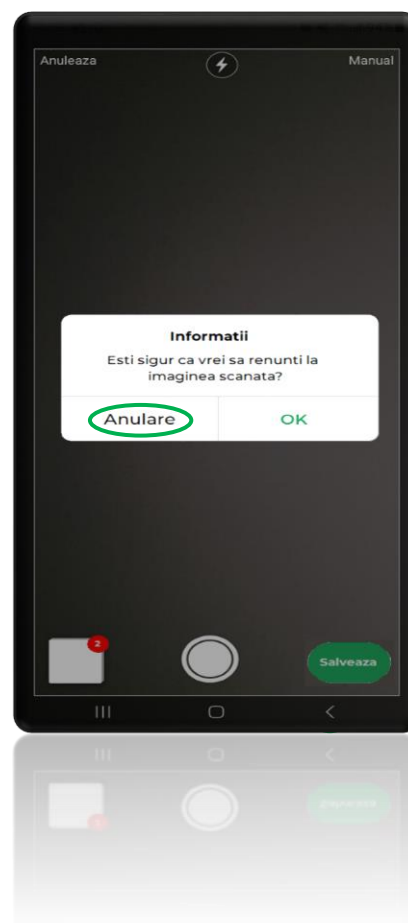 Anuleaza
Manual
Informatii
Esti sigur ca vrei sa renunti la
imaginea scanata?
Anulare
OK
2
Salveaza